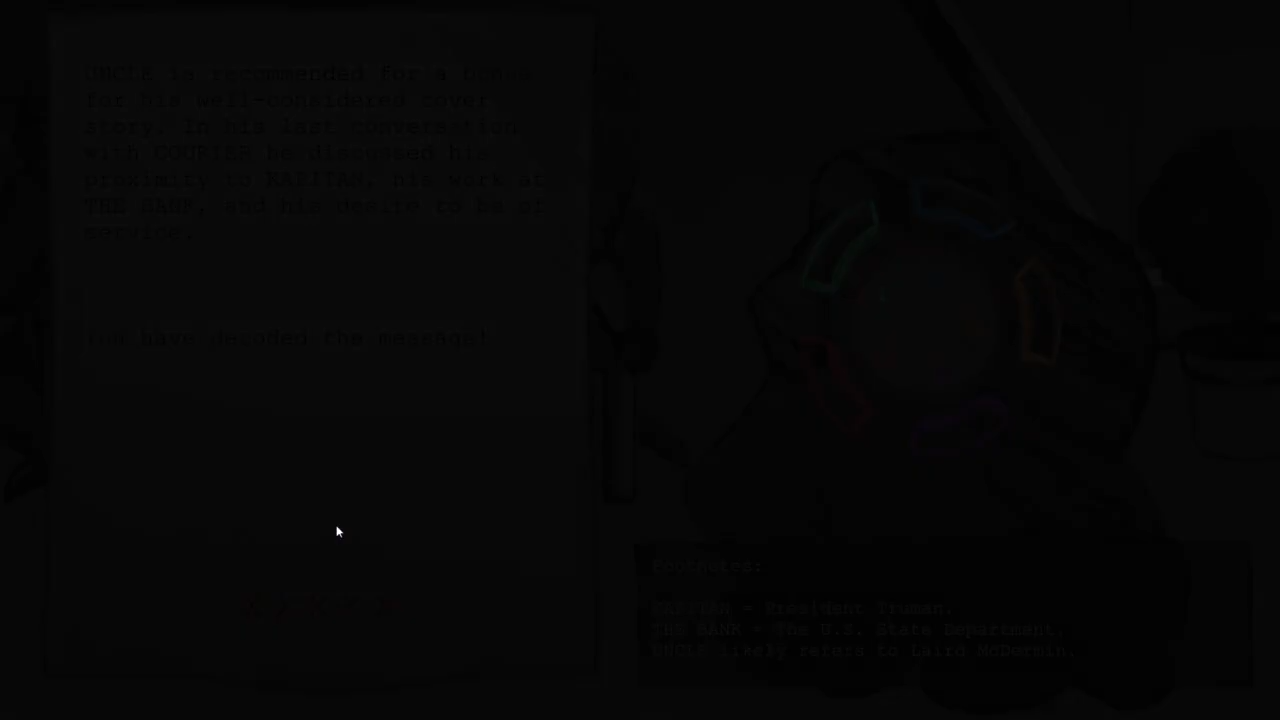 UNCLE is recommended for a bonus
for his well-considered cover
story. In his last conversation
with COURIER he discussed his
proximity to KAPITAN, his work at
THE BANK, and his desire to be of
service.
You have decoded the message!
Footnotes:
KAPITAN = President Truman.
THE BANK = The U.S. State Department.
UNCLE likely refers to Laird McDermin.